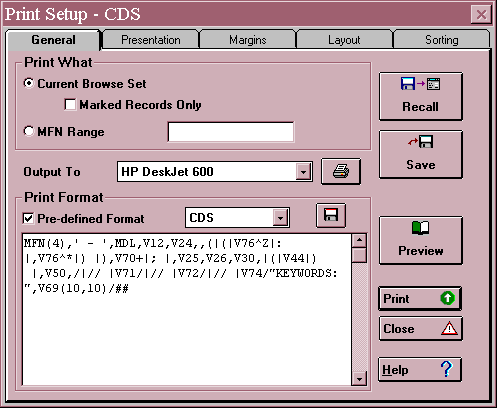 Print Setup - CDS
General Presentation Margins Layout Sorting
Print What
Current Browse Set
Marked Records Only
MFN Range
Output To HP DeskJet 600
Print Format
Pre-defined Format CDS
MFN(4),' - ',MDL,V12,V24,,(|(|V76^Z|:
|,V76^*|) |),V70+|; |,V25,V26,V30,|(|V44|)
|,V50,/|// |V71/|// |V72/|// |V74/"KEYWORDS:
",V69(10,10)/##
Recall
Save
Preview
Print
Close
Help